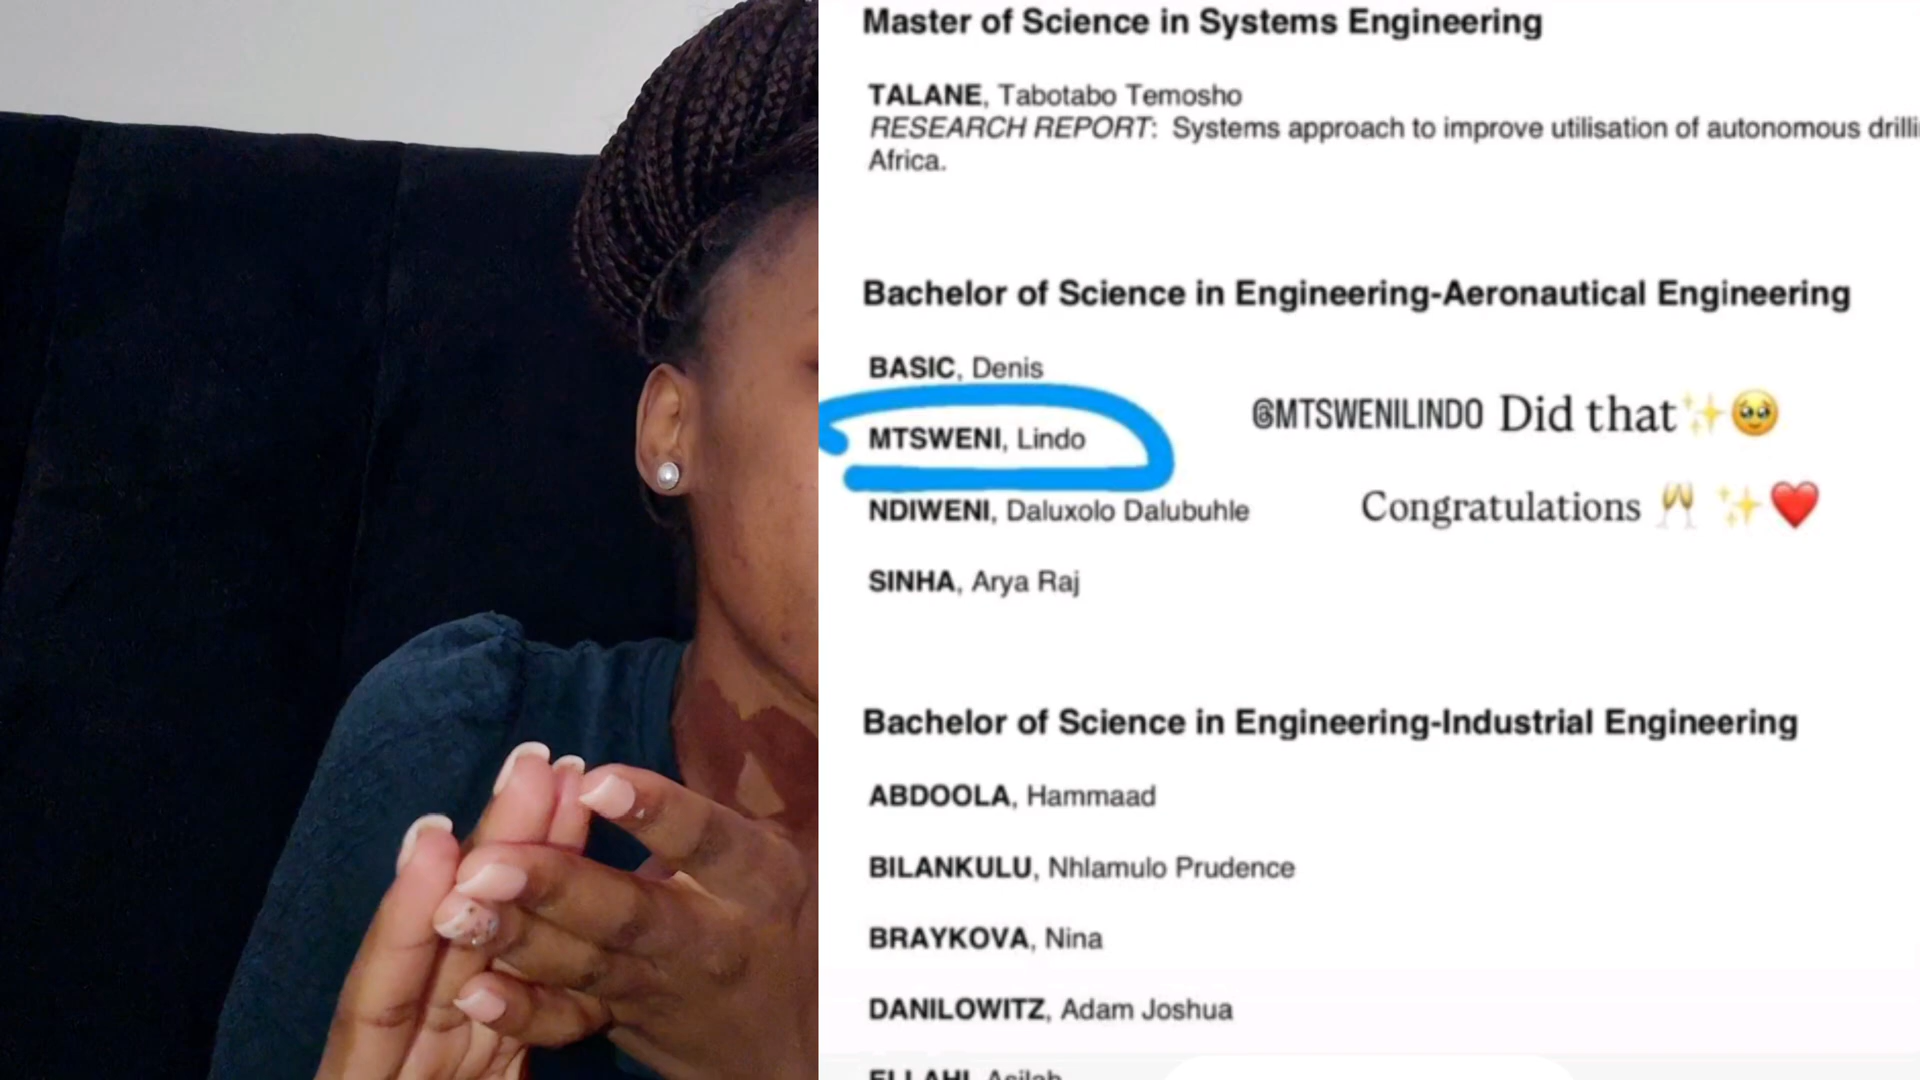 Master of Science in Systems Engineering
TALANE, Tabotabo Temosho
RESEARCH REPORT: Systems approach to improve utilisation of autonomous
Africa.
Bachelor of Science in Engineering-Aeronautical Engineering
BASIC, Denis
@MTSWENILINDO Did that✨🥹
MTSWENI, Lindo
Congratulations 🥂 ✨❤️
NDIWENI, Daluxolo Dalubuhle
SINHA, Arya Raj
Bachelor of Science in Engineering-Industrial Engineering
ABDOOLA, Hammaad
BILANKULU, Nhlamulo Prudence
BRAYKOVA, Nina
DANILOWITZ, Adam Joshua